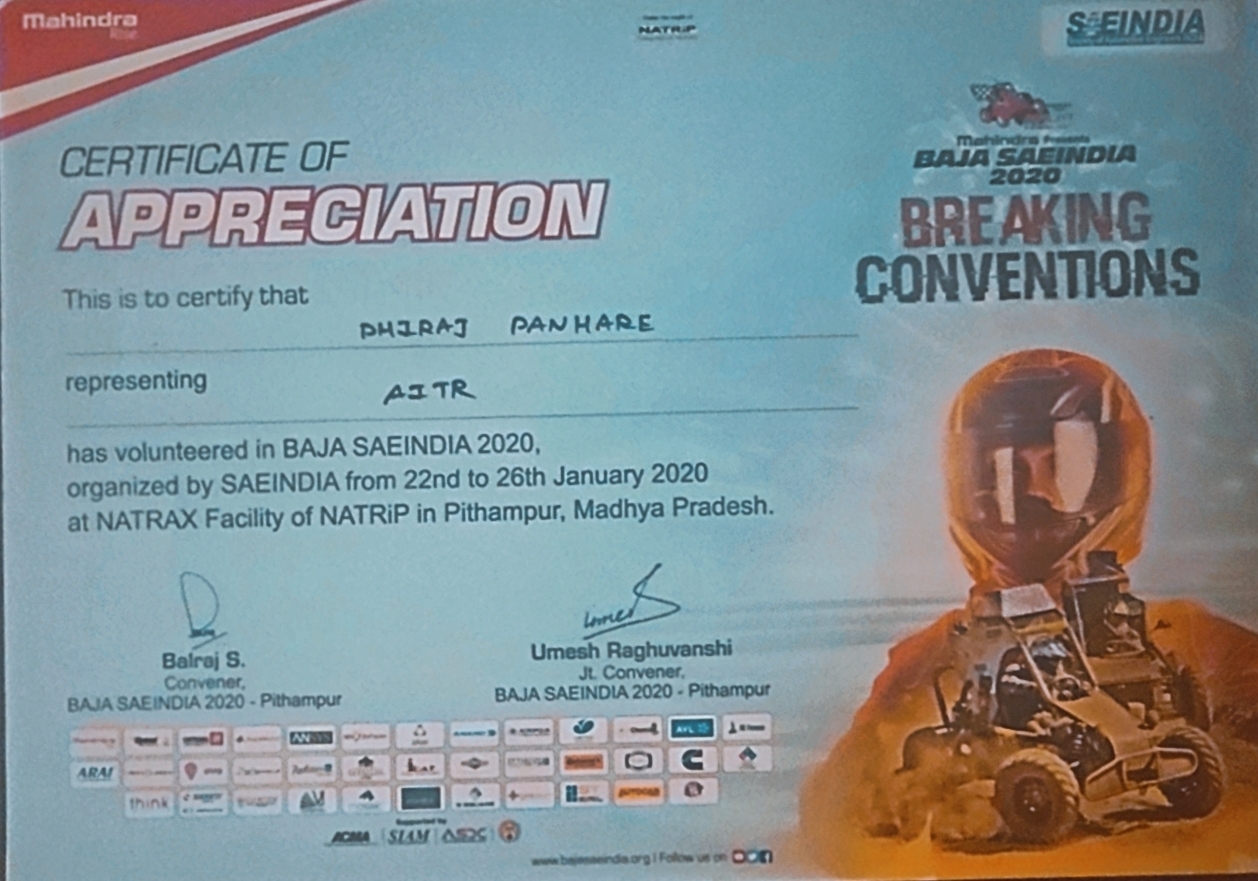 Mahindra
Rise.
NATRiP
SAEINDIA
Mahindra Presents
BAJA SAEINDIA
2020
BREAKING
CONVENTIONS
CERTIFICATE OF
APPRECIATION
This is to certify that
DHIRAJ PANHARE
representing
AITR
has volunteered in BAJA SAEINDIA 2020,
organized by SAEINDIA from 22nd to 26th January 2020
at NATRAX Facility of NATRiP in Pithampur, Madhya Pradesh.
Balraj S.
Convener,
BAJA SAEINDIA 2020 - Pithampur
Umesh Raghuvanshi
Jt. Convener,
BAJA SAEINDIA 2020 - Pithampur
AVL
ARAI
think
Supported by
ACMA SIAM ASDC
www.bajasaeindia.org | Follow us on